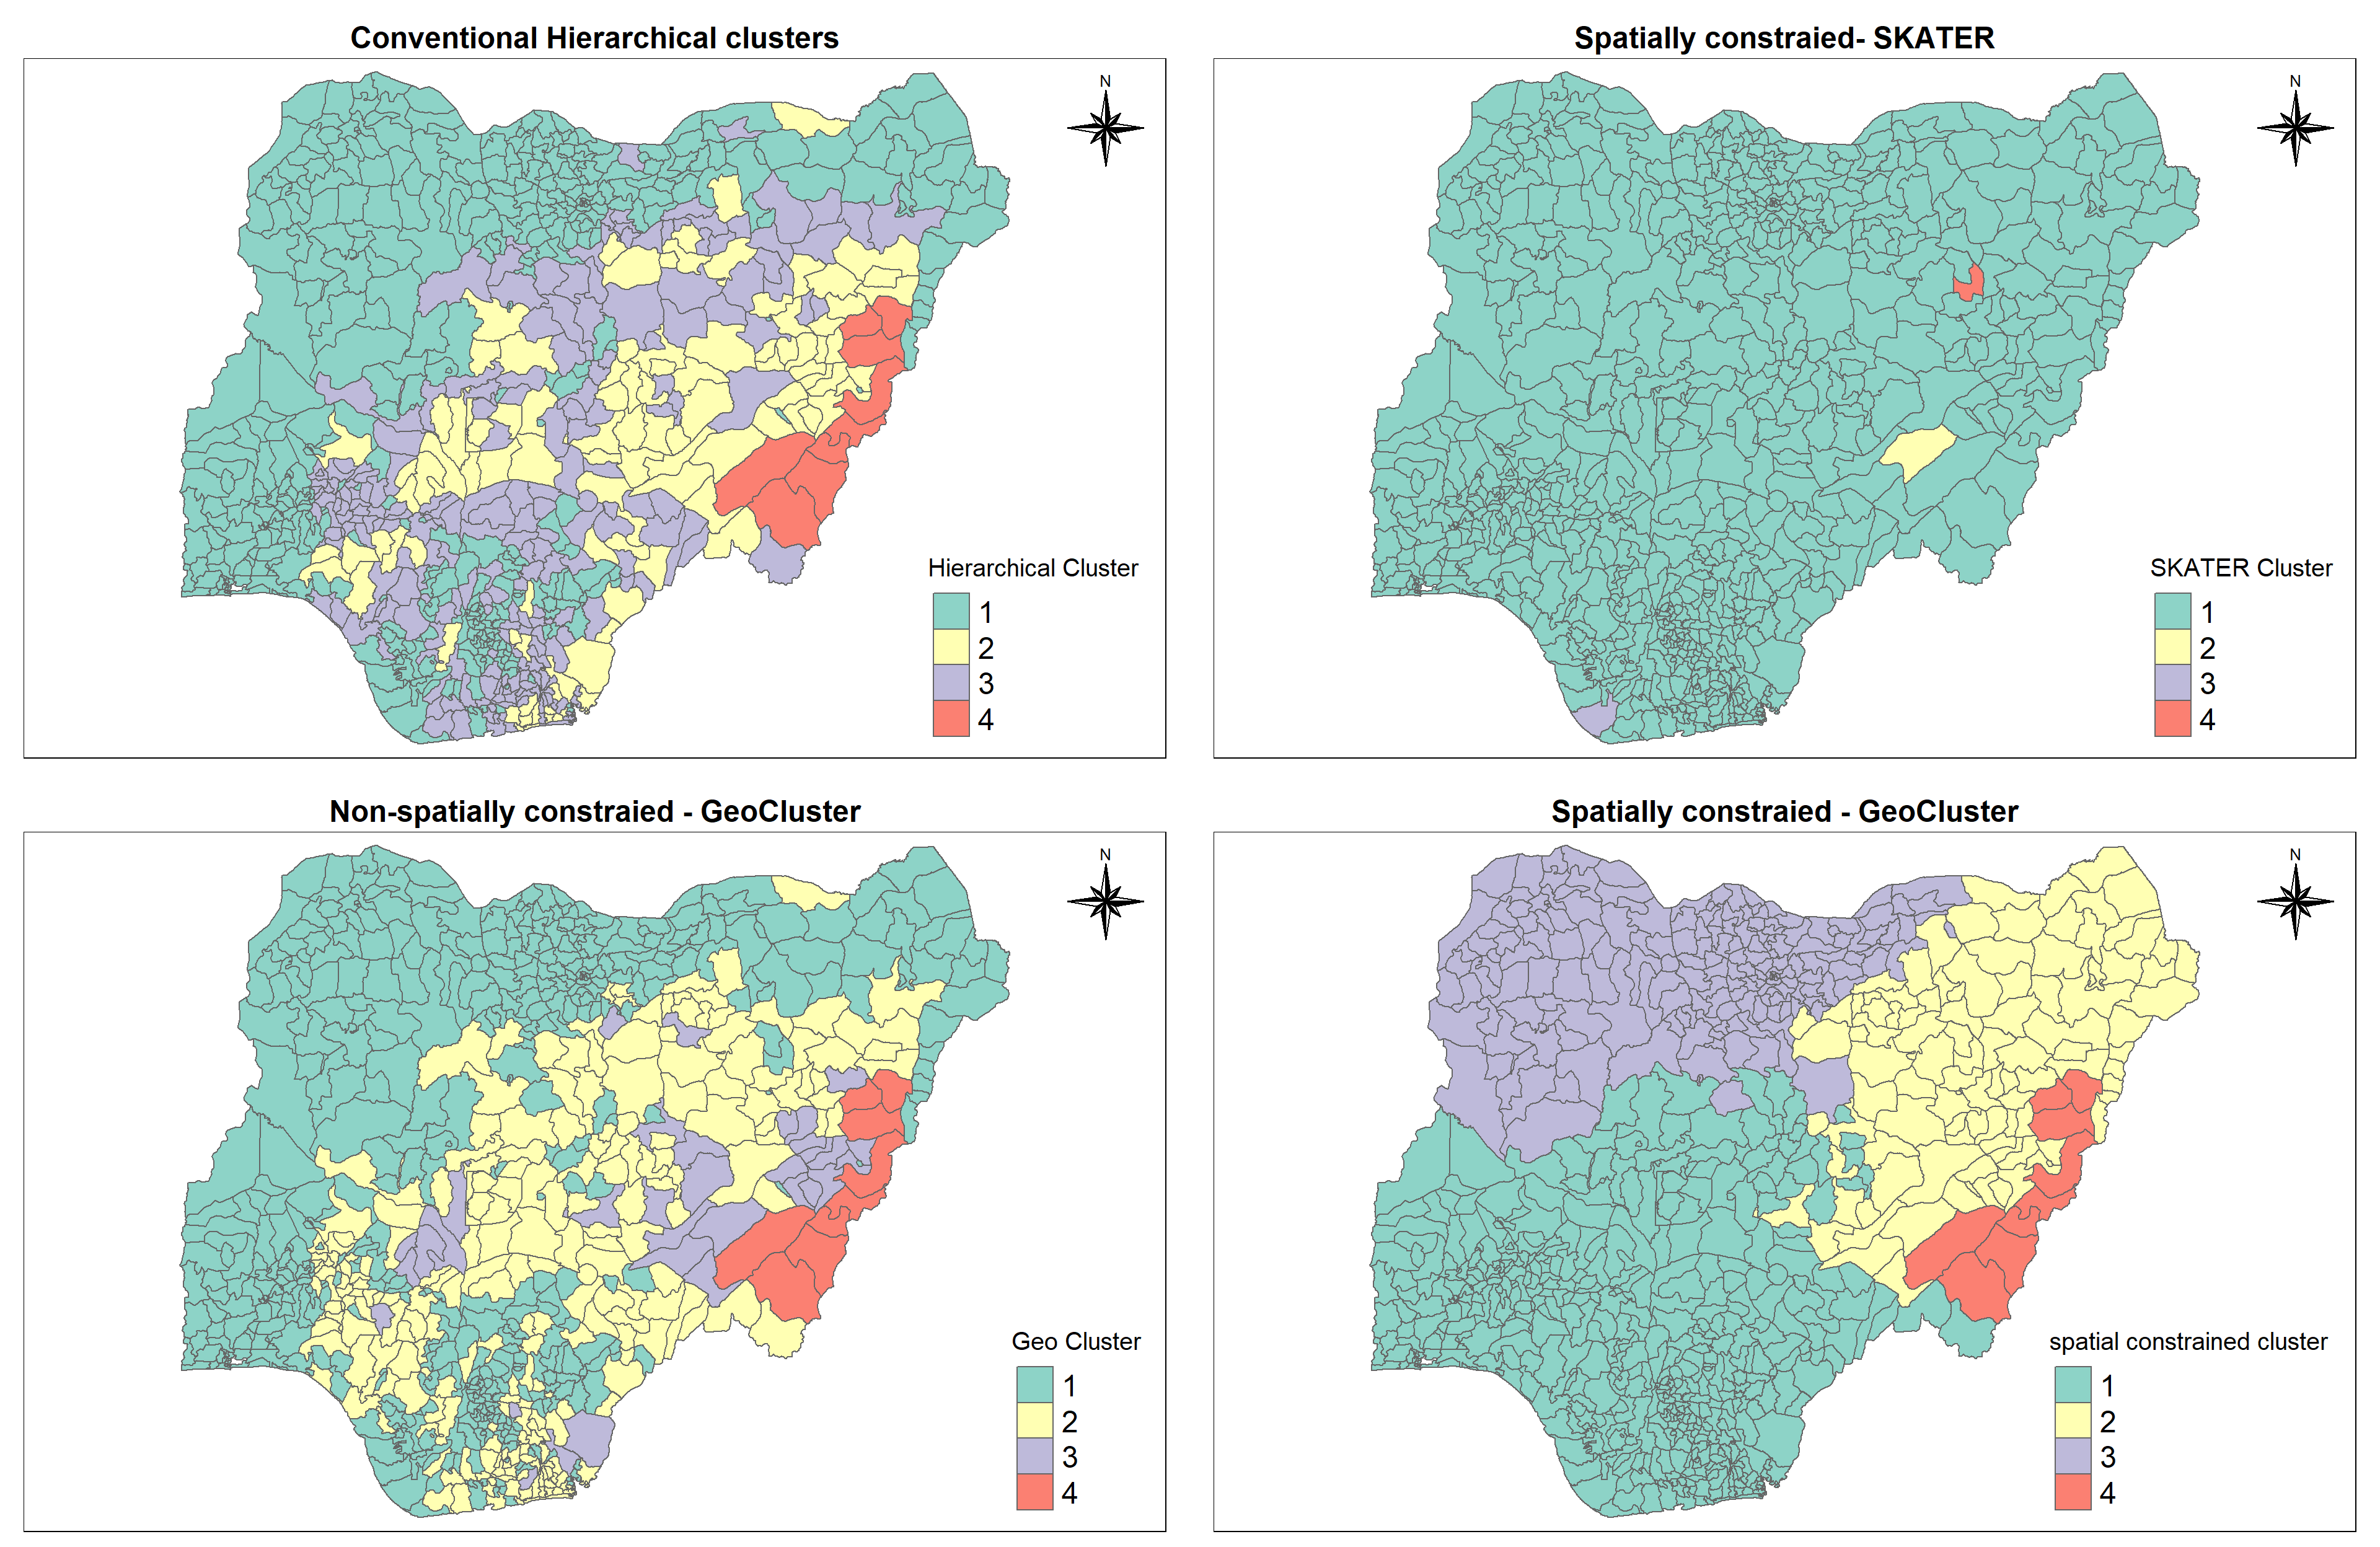 Conventional Hierarchical clusters
N
Hierarchical Cluster
1
2
3
4
Spatially constraied- SKATER
N
SKATER Cluster
1
2
3
4
Non-spatially constraied - GeoCluster
N
Geo Cluster
1
2
3
4
Spatially constraied - GeoCluster
N
spatial constrained cluster
1
2
3
4